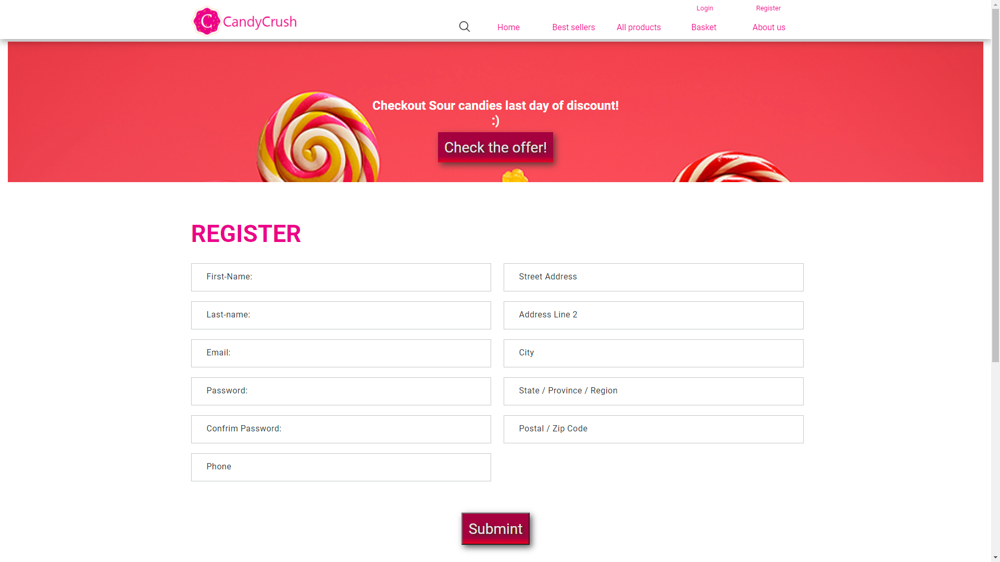 Login
Register
C
CandyCrush
Home
Best sellers
All products
Basket
About us
Checkout Sour candies last day of discount!
:)
Check the offer!
REGISTER
First-Name:
Street Address
Last-name:
Address Line 2
Email:
City
Password:
State / Province / Region
Confrim Password:
Postal / Zip Code
Phone
Submint